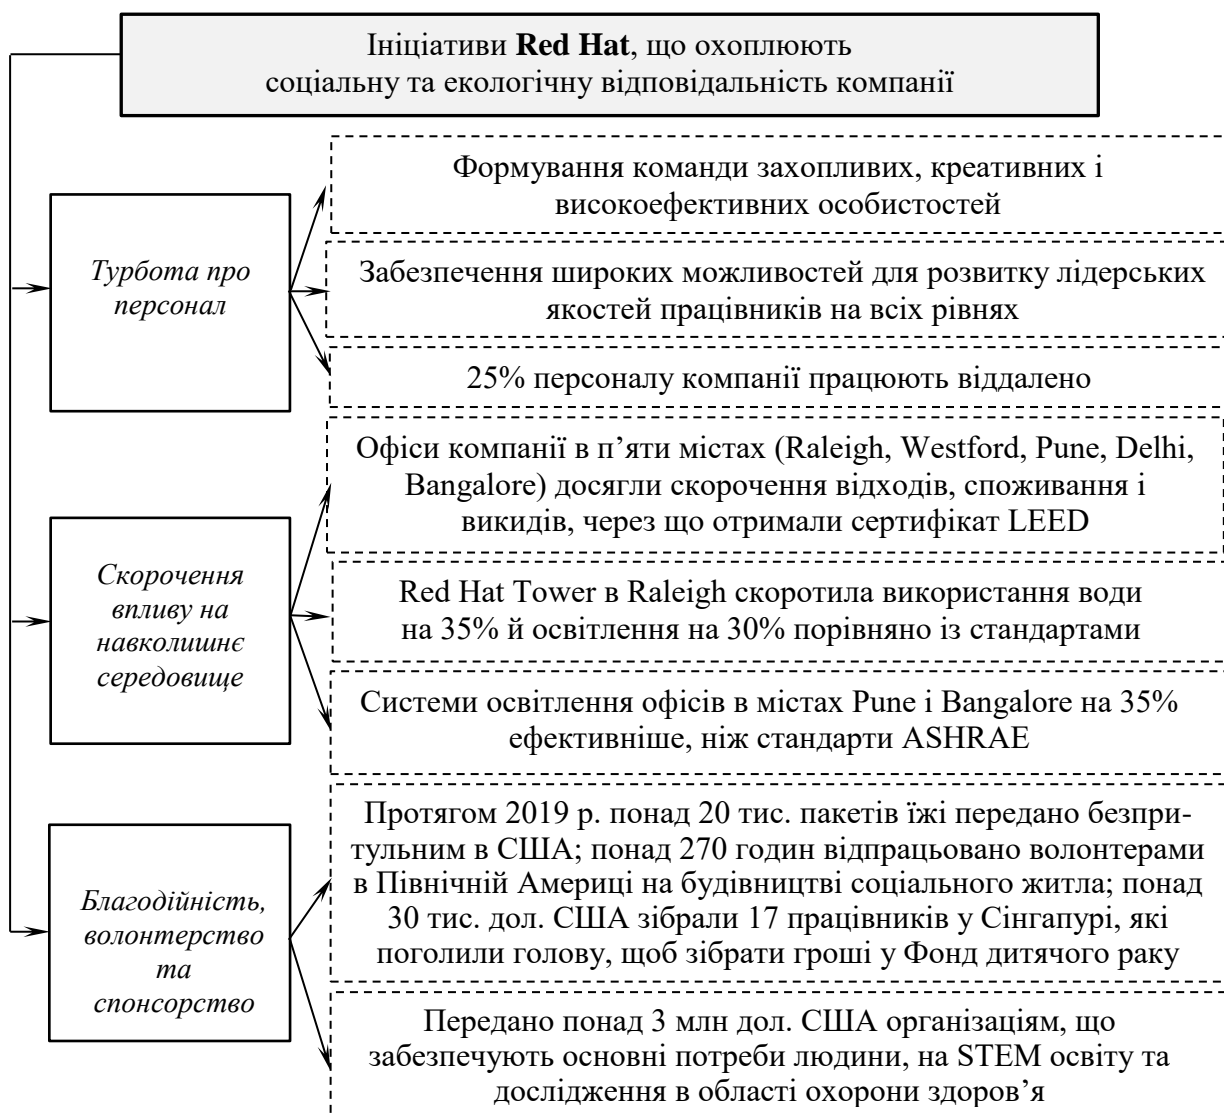 Ініціативи Red Hat, що охоплюють
соціальну та екологічну відповідальність компанії
Турбота про
персонал
Формування команди захопливих, креативних і
високоефективних особистостей
Забезпечення широких можливостей для розвитку лідерських
якостей працівників на всіх рівнях
25% персоналу компанії працюють віддалено
Скорочення
впливу на
навколишнє
середовище
Офіси компанії в п’яти містах (Raleigh, Westford, Pune, Delhi,
Bangalore) досягли скорочення відходів, споживання і
викидів, через що отримали сертифікат LEED
Red Hat Tower в Raleigh скоротила використання води
на 35% й освітлення на 30% порівняно із стандартами
Системи освітлення офісів в містах Pune і Bangalore на 35%
ефективніше, ніж стандарти ASHRAE
Благодійність,
волонтерство
та
спонсорство
Протягом 2019 р. понад 20 тис. пакетів їжі передано безпри-
тульним в США; понад 270 годин відпрацьовано волонтерами
в Північній Америці на будівництві соціального житла; понад
30 тис. дол. США зібрали 17 працівників у Сінгапурі, які
поголили голову, щоб зібрати гроші у Фонд дитячого раку
Передано понад 3 млн дол. США організаціям, що
забезпечують основні потреби людини, на STEM освіту та
дослідження в області охорони здоров’я